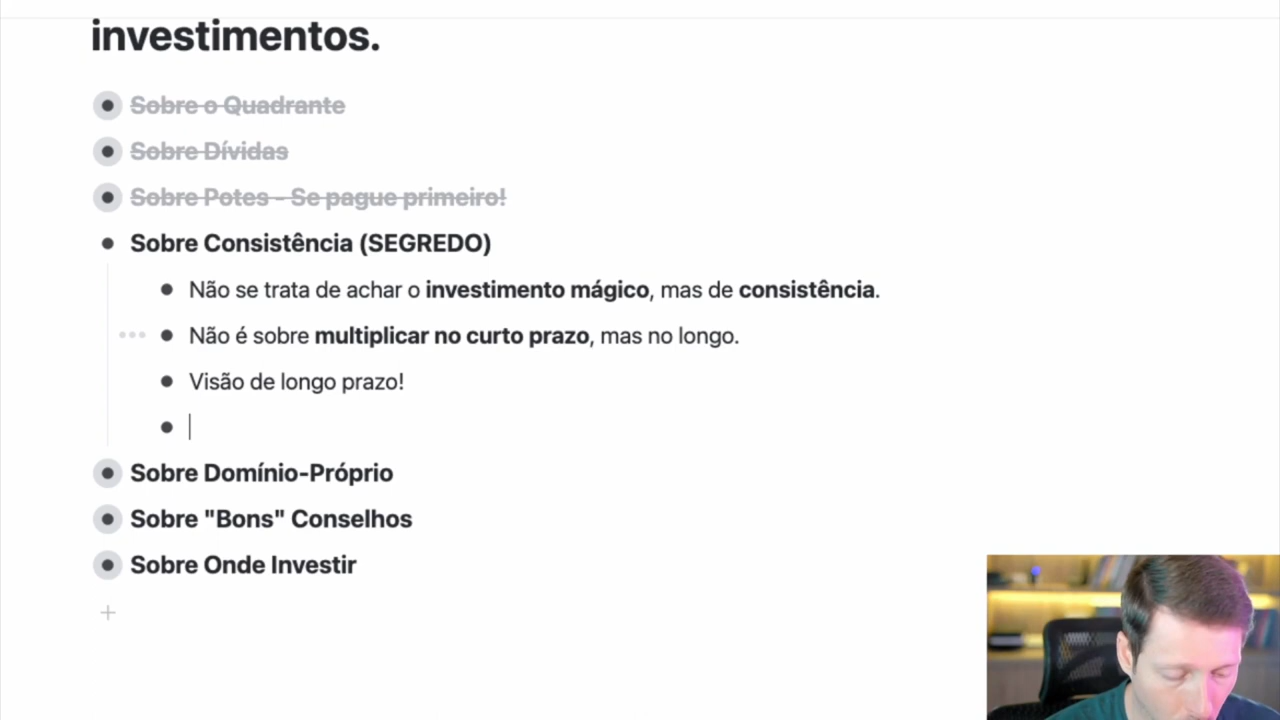 investimentos.
Sobre o Quadrante
Sobre Dívidas
Sobre Potes - Se pague primeiro!
Sobre Consistência (SEGREDO)
Não se trata de achar o investimento mágico, mas de consistência.
Não é sobre multiplicar no curto prazo, mas no longo.
Visão de longo prazo!
Sobre Domínio-Próprio
Sobre "Bons" Conselhos
Sobre Onde Investir